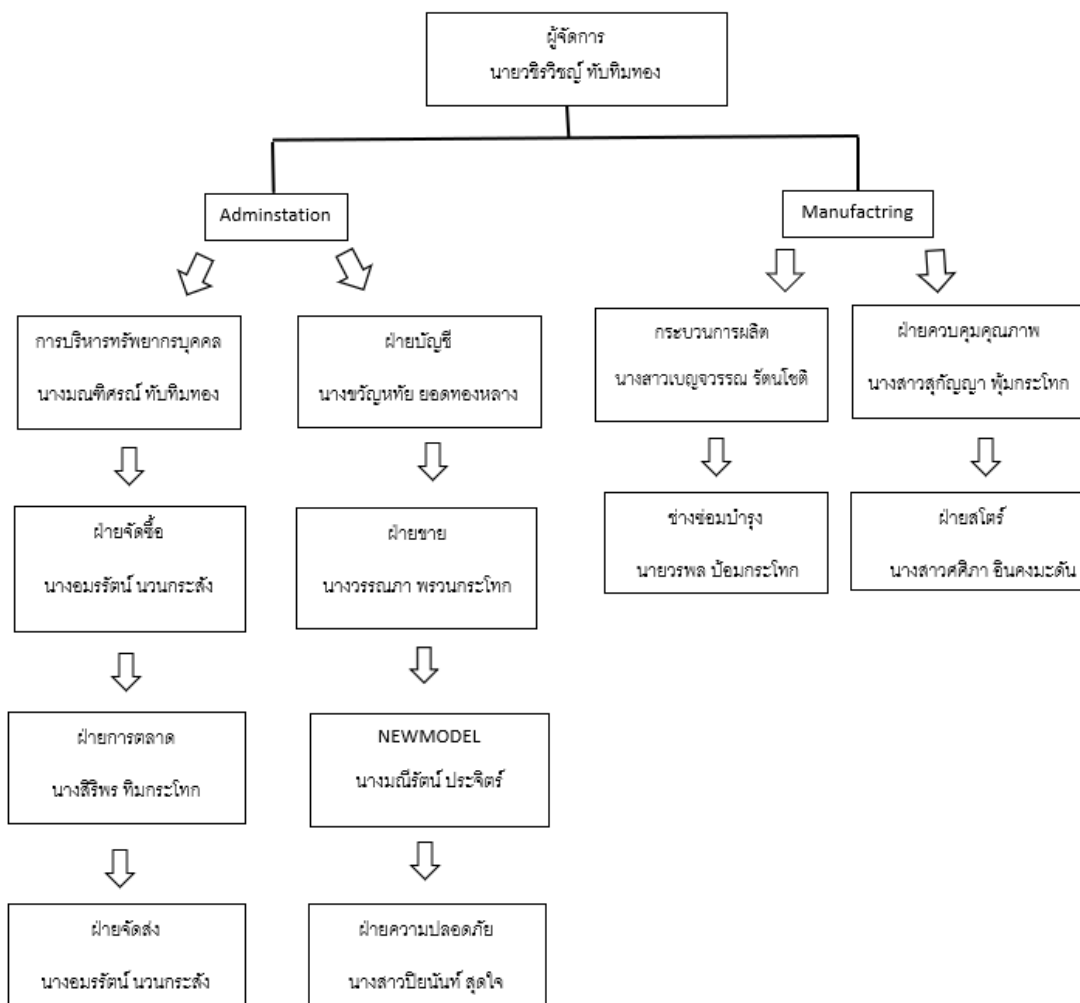 ผู้จัดการ
นายวชิรวิชญ์ ทับทิมทอง
Adminstation
Manufactring
การบริหารทรัพยากรบุคคล
นางมณฑิศรณ์ ทับทิมทอง
ฝ่ายบัญชี
นางขวัญหทัย ยอดทองหลาง
กระบวนการผลิต
นางสาวเบญจวรรณ รัตนโชติ
ฝ่ายควบคุมคุณภาพ
นางสาวสุกัญญา พุ้มกระโทก
ฝ่ายจัดซื้อ
นางอมรรัตน์ นวนกระสัง
ฝ่ายขาย
นางวรรณภา พรวนกระโทก
ช่างซ่อมบำรุง
นายวรพล ป้อมกระโทก
ฝ่ายสโตร์
นางสาวศศิภา อินคงมะดัน
ฝ่ายการตลาด
นางสิริพร ทิมกระโทก
NEWMODEL
นางมณีรัตน์ ประจิตร์
ฝ่ายจัดส่ง
นางอมรรัตน์ นวนกระสัง
ฝ่ายความปลอดภัย
นางสาวปิยนันท์ สุดใจ